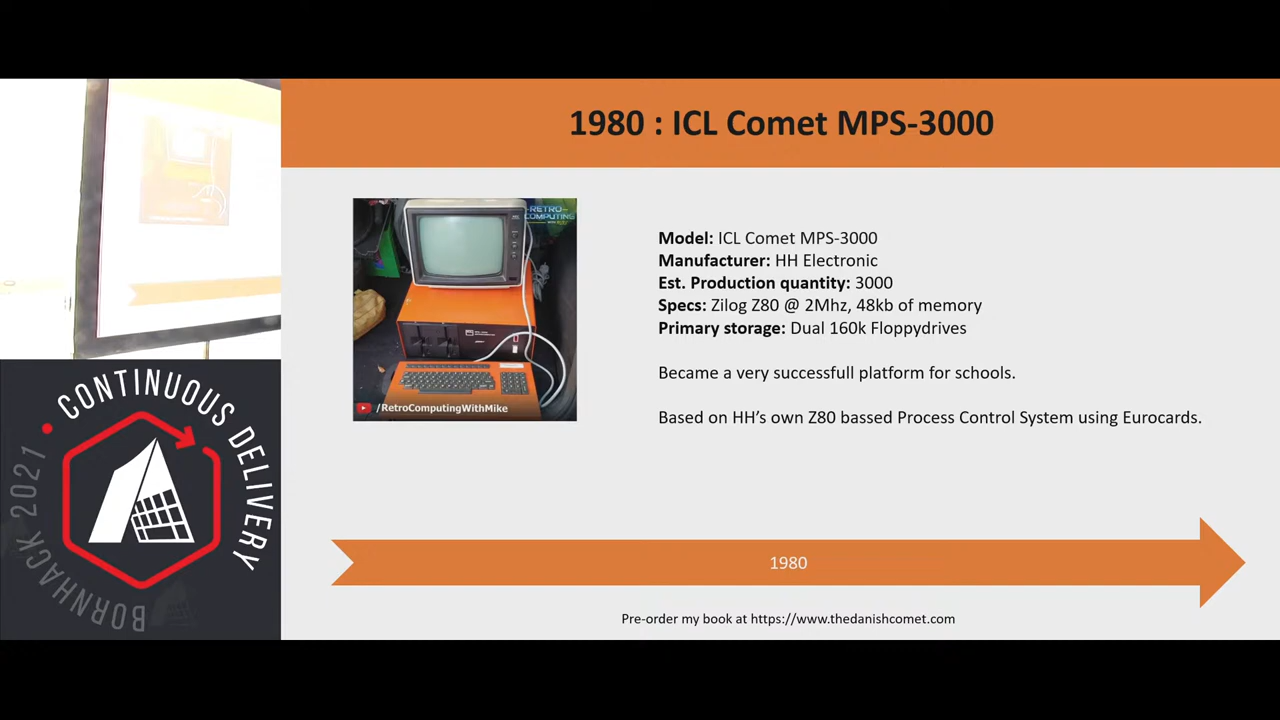 1980 : ICL Comet MPS-3000
RETRO
COMPUTING
/RetroComputingWithMike
Model: ICL Comet MPS-3000
Manufacturer: HH Electronic
Est. Production quantity: 3000
Specs: Zilog Z80 @ 2Mhz, 48kb of memory
Primary storage: Dual 160k Floppydrives
Became a very successfull platform for schools.
Based on HH’s own Z80 bassed Process Control System using Eurocards.
1980
Pre-order my book at https://www.thedanishcomet.com
CONTINUOUS DELIVERY
BORNHACK 2021